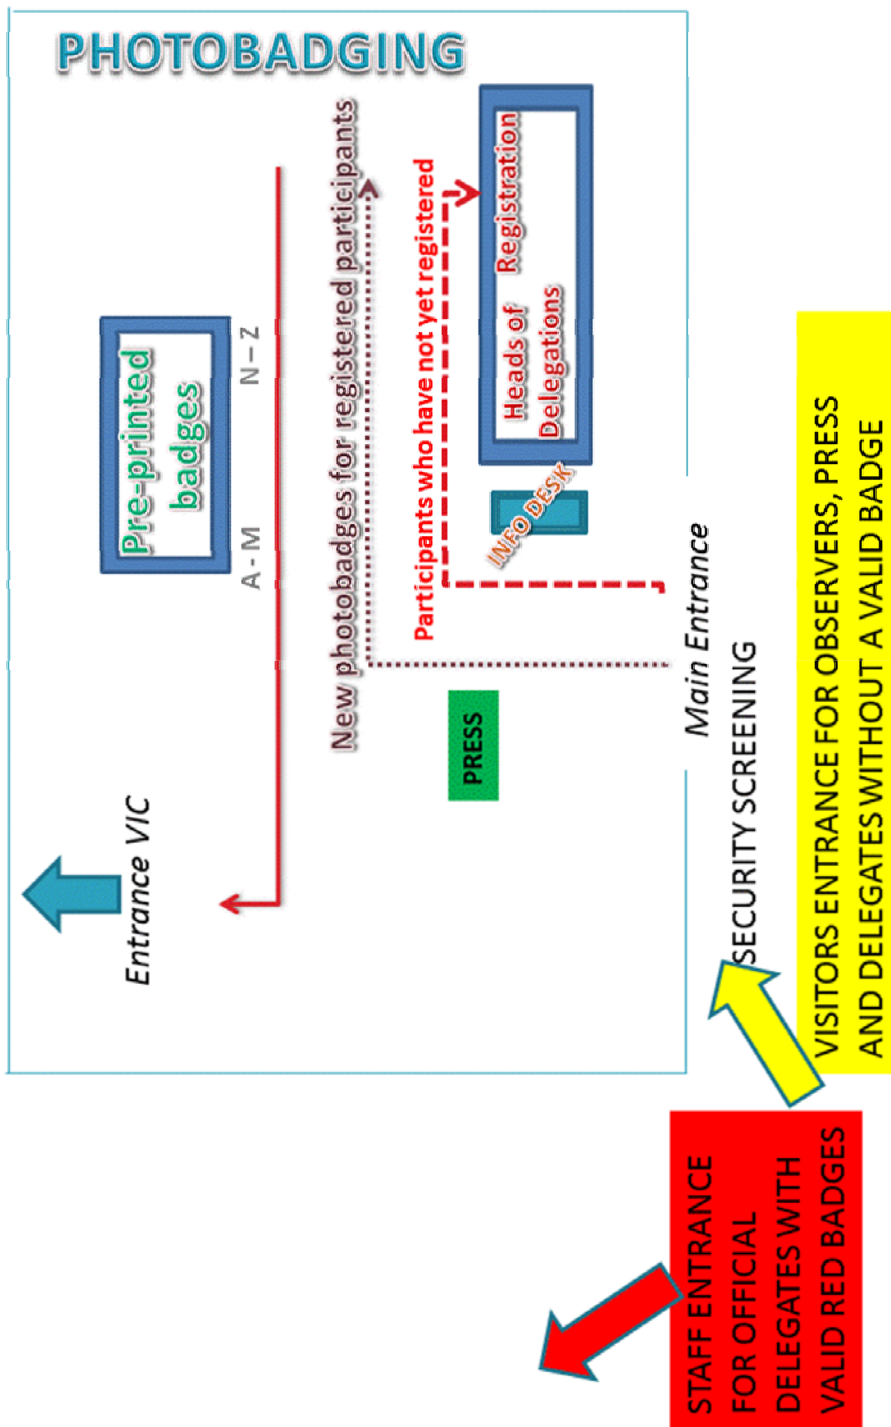 PHOTOBADGING
Pre-printed
badges
A - M
N – Z
Entrance VIC
New photobadges for registered participants
Participants who have not yet registered
Heads of
Delegations
Registration
INFO DESK
PRESS
Main Entrance
SECURITY SCREENING
VISITORS ENTRANCE FOR OBSERVERS, PRESS
AND DELEGATES WITHOUT A VALID BADGE
STAFF ENTRANCE
FOR OFFICIAL
DELEGATES WITH
VALID RED BADGES